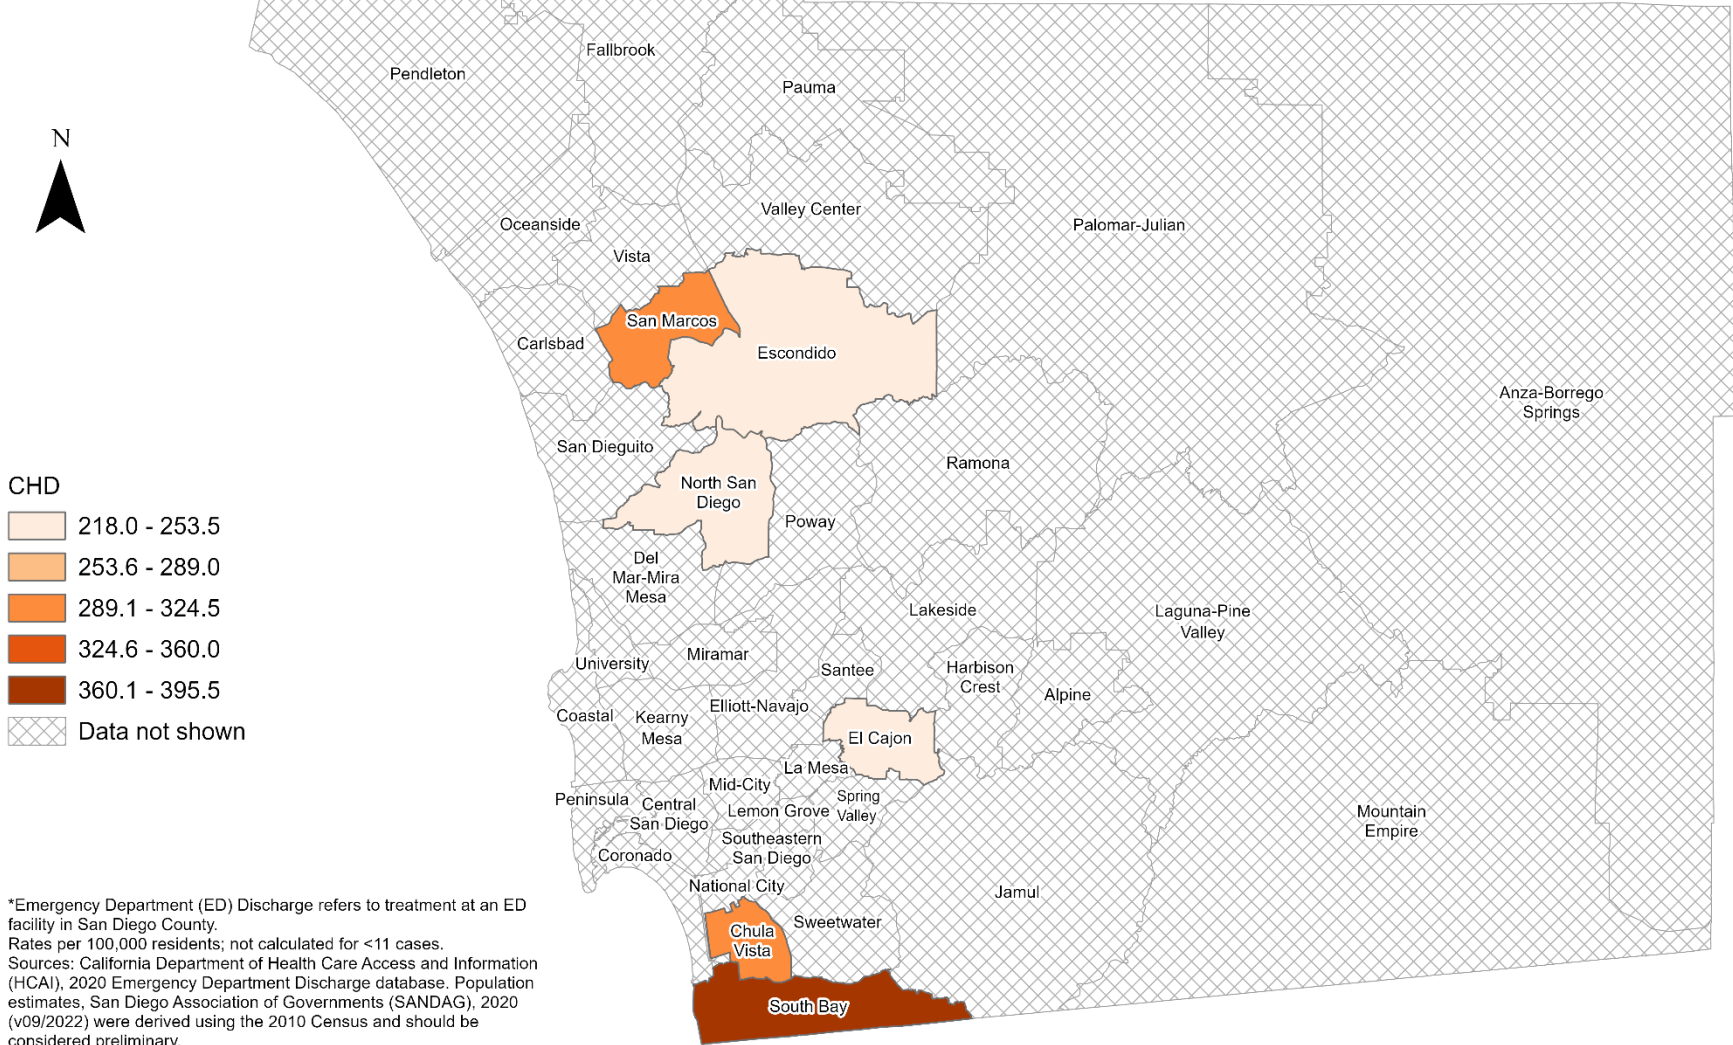 Fallbrook
Pendleton
Pauma
N
Valley Center
Oceanside
Palomar-Julian
Vista
San Marcos
Carlsbad
Escondido
Anza-Borrego
Springs
San Dieguito
Ramona
North San
Diego
Poway
Del
Mar-Mira
Mesa
Lakeside
Laguna-Pine
Valley
Miramar
University
Santee
Harbison
Crest
Alpine
Elliott-Navajo
Coastal
Kearny
Mesa
El Cajon
La Mesa
Mid-City
Peninsula
Central
San Diego
Lemon Grove
Spring
Valley
Mountain
Empire
Southeastern
San Diego
Coronado
National City
Jamul
Sweetwater
Chula
Vista
South Bay
CHD
218.0 - 253.5
253.6 - 289.0
289.1 - 324.5
324.6 - 360.0
360.1 - 395.5
Data not shown
*Emergency Department (ED) Discharge refers to treatment at an ED
facility in San Diego County.
Rates per 100,000 residents; not calculated for <11 cases.
Sources: California Department of Health Care Access and Information
(HCAI), 2020 Emergency Department Discharge database. Population
estimates, San Diego Association of Governments (SANDAG), 2020
(v09/2022) were derived using the 2010 Census and should be
considered preliminary.